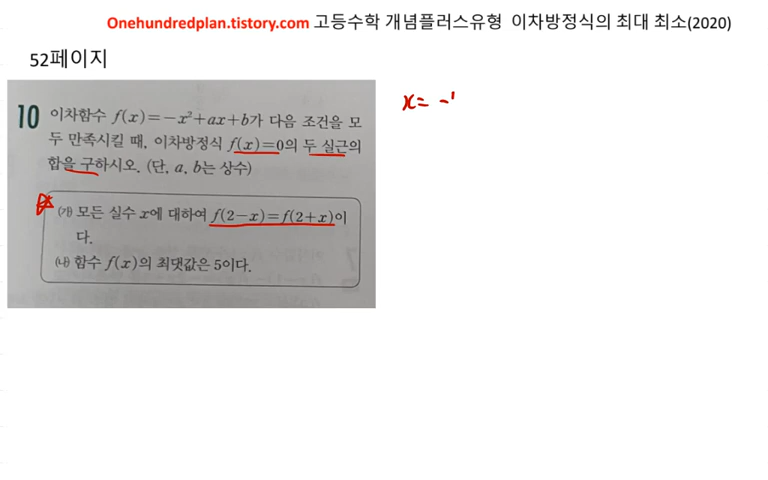 Onehundredplan.tistory.com 고등수학 개념플러스유형 이차방정식의 최대 최소(2020)
52페이지
10 이차함수 f(x)=-x²+ax+b가 다음 조건을 모
두 만족시킬 때, 이차방정식 f(x)=0의 두 실근의
합을 구하시오. (단, a, b는 상수)
㈎ 모든 실수 x에 대하여 f(2-x)=f(2+x)이
다.
㈏ 함수 f(x)의 최댓값은 5이다.
x= -